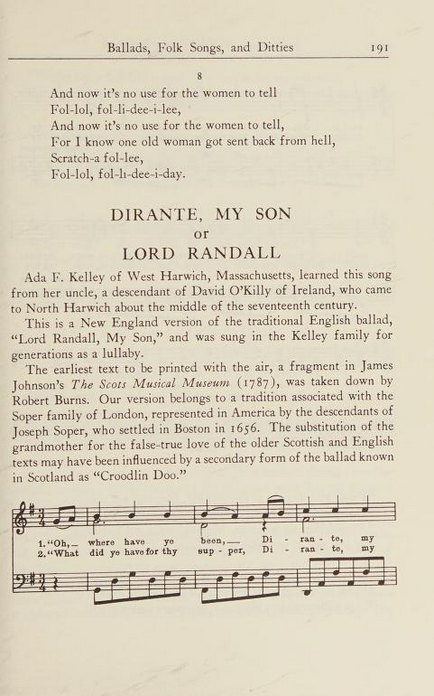 Ballads, Folk Songs, and Ditties 191
8
And now it's no use for the women to tell
Fol-lol, fol-li-dee-i-lee,
And now it's no use for the women to tell,
For I know one old woman got sent back from hell,
Scratch-a fol-lee,
Fol-lol, fol-li-dee-i-day.
DIRANTE, MY SON
or
LORD RANDALL
Ada F. Kelley of West Harwich, Massachusetts, learned this song
from her uncle, a descendant of David O'Killy of Ireland, who came
to North Harwich about the middle of the seventeenth century.
This is a New England version of the traditional English ballad,
"Lord Randall, My Son," and was sung in the Kelley family for
generations as a lullaby.
The earliest text to be printed with the air, a fragment in James
Johnson's The Scots Musical Museum (1787), was taken down by
Robert Burns. Our version belongs to a tradition associated with the
Soper family of London, represented in America by the descendants of
Joseph Soper, who settled in Boston in 1656. The substitution of the
grandmother for the false-true love of the older Scottish and English
texts may have been influenced by a secondary form of the ballad known
in Scotland as "Croodlin Doo."
1. "Oh, where have ye been, Di - ran - te, my
2. "What did ye have for thy sup - per, Di - ran - te, my